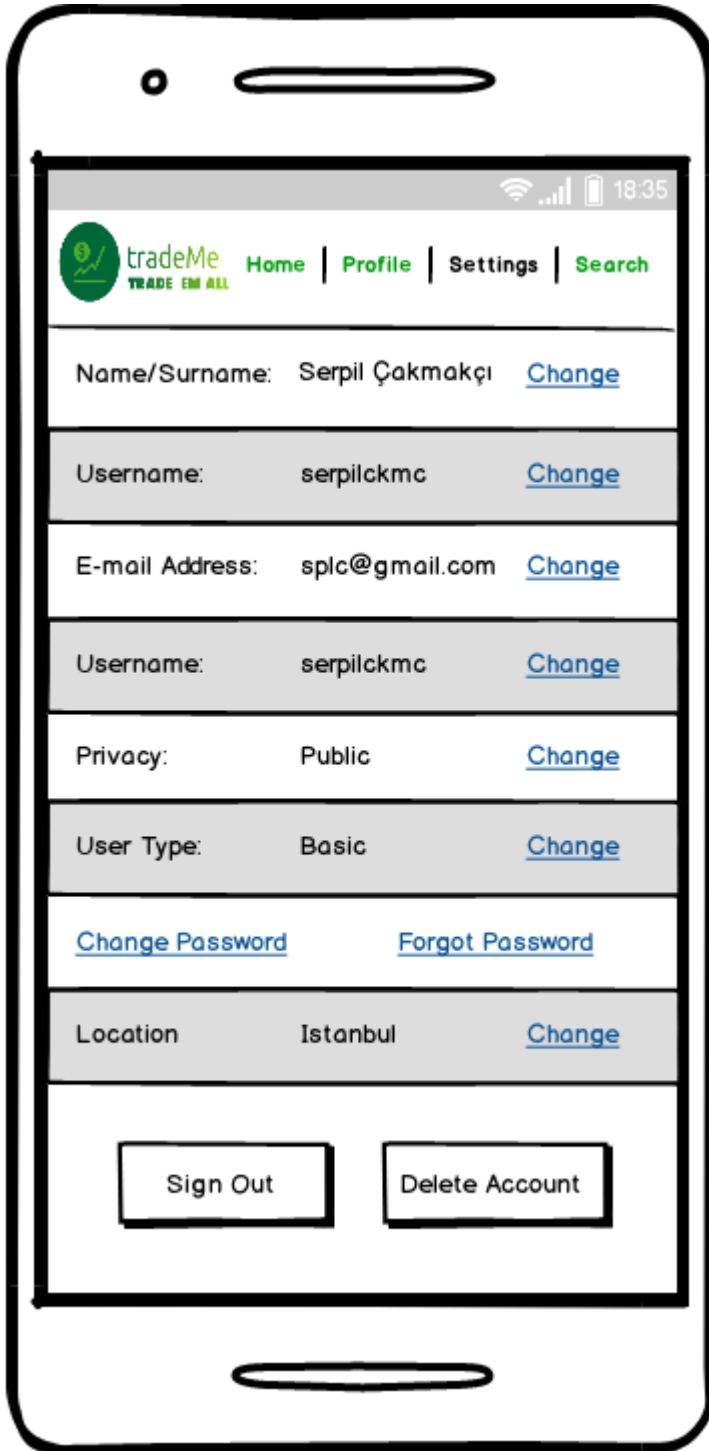 18:35
tradeMe
TRADE EM ALL
Home | Profile | Settings | Search
Name/Surname: Serpil Çakmakçı Change
Username: serpilckmc Change
E-mail Address: splc@gmail.com Change
Username: serpilckmc Change
Privacy: Public Change
User Type: Basic Change
Change Password Forgot Password
Location Istanbul Change
Sign Out Delete Account